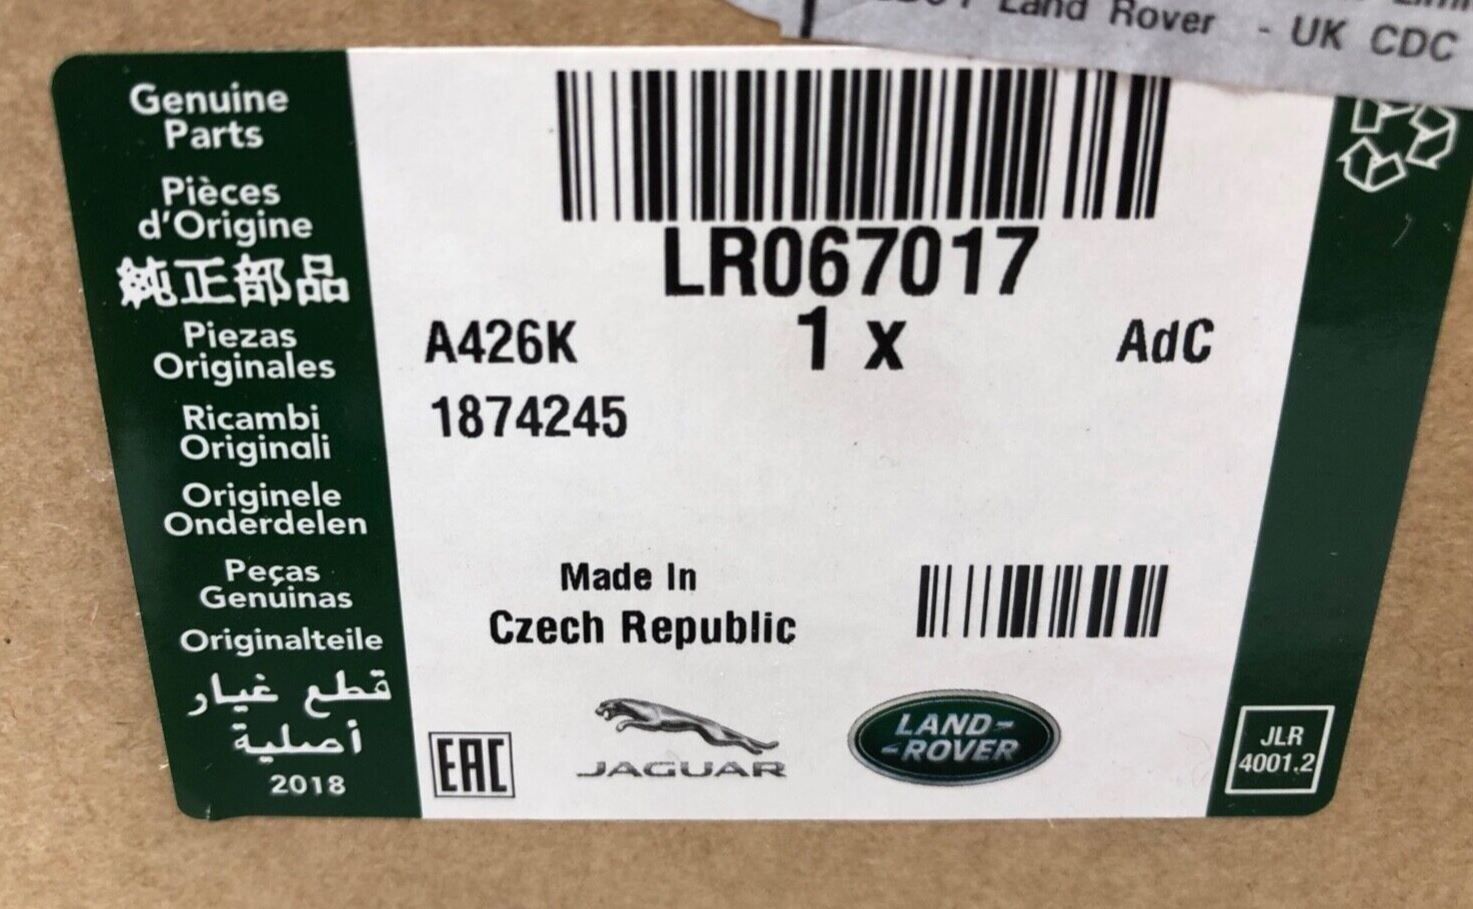 Land Rover - UK CDC
Genuine
Parts
Pièces
d'Origine
純正部品
Piezas
Originales
Ricambi
Originali
Originele
Onderdelen
Peças
Genuinas
Originalteile
قطع غيار
أصلية
2018
LR067017
A426K 1 x AdC
1874245
Made In
Czech Republic
EAC
JAGUAR
LAND-
-ROVER
JLR
4001.2